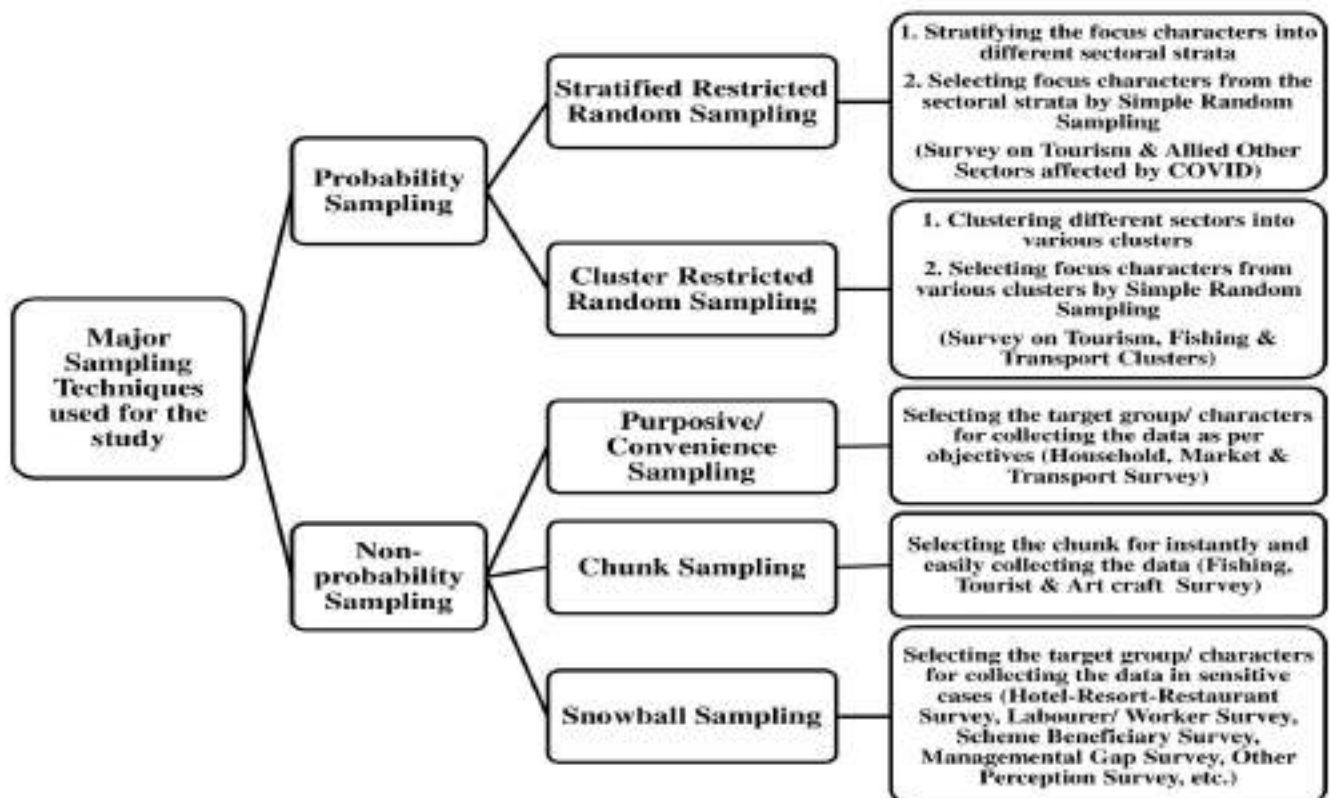 Major
Sampling
Techniques
used for the
study
Probability
Sampling
Stratified Restricted
Random Sampling
1. Stratifying the focus characters into
different sectoral strata
2. Selecting focus characters from the
sectoral strata by Simple Random
Sampling
(Survey on Tourism & Allied Other
Sectors affected by COVID)
Cluster Restricted
Random Sampling
1. Clustering different sectors into
various clusters
2. Selecting focus characters from
various clusters by Simple Random
Sampling
(Survey on Tourism, Fishing &
Transport Clusters)
Non-
probability
Sampling
Purposive/
Convenience
Sampling
Selecting the target group/ characters
for collecting the data as per
objectives (Household, Market &
Transport Survey)
Chunk Sampling
Selecting the chunk for instantly and
easily collecting the data (Fishing,
Tourist & Art craft Survey)
Snowball Sampling
Selecting the target group/ characters
for collecting the data in sensitive
cases (Hotel-Resort-Restaurant
Survey, Labourer/ Worker Survey,
Scheme Beneficiary Survey,
Managemental Gap Survey, Other
Perception Survey, etc.)